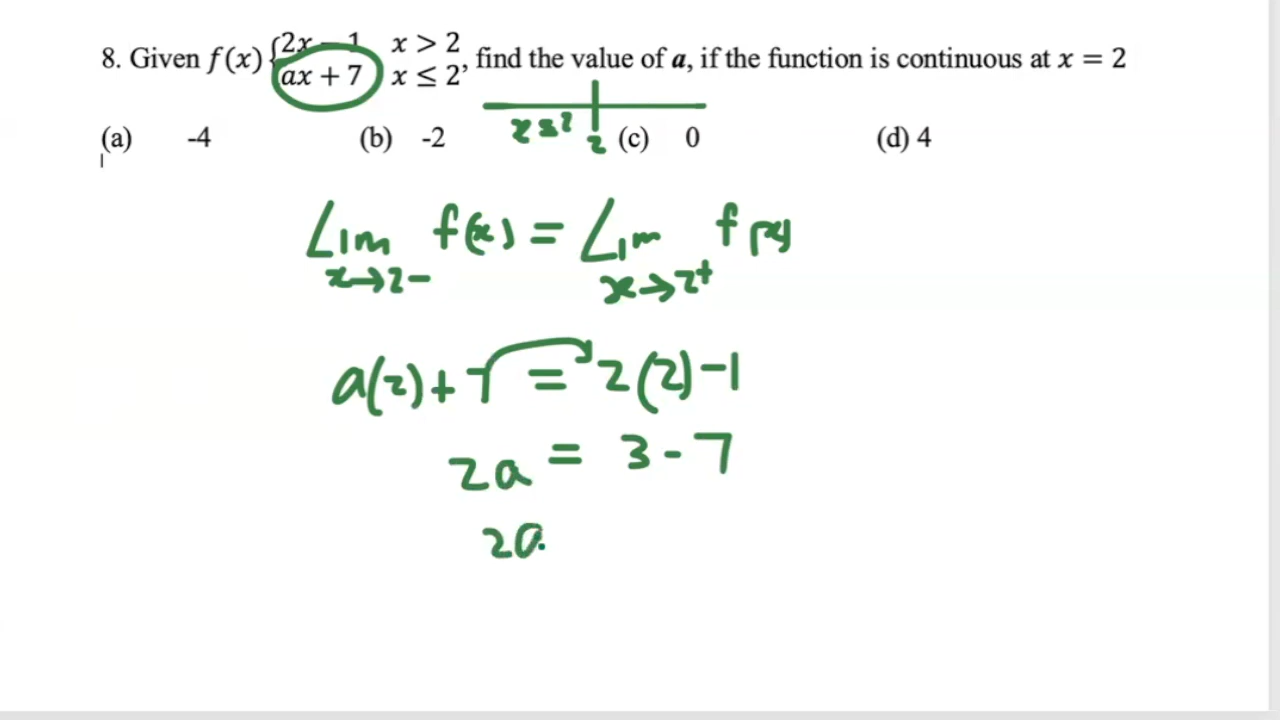 8. Given f(x) {2x − 1 x > 2
ax + 7 x ≤ 2, find the value of a, if the function is continuous at x = 2
x≤2
2
(a) -4 (b) -2 (c) 0 (d) 4
Lim f(x) = Lim f(x)
x→2- x→2+
a(2)+7 = 2(2)-1
2a = 3-7
2a